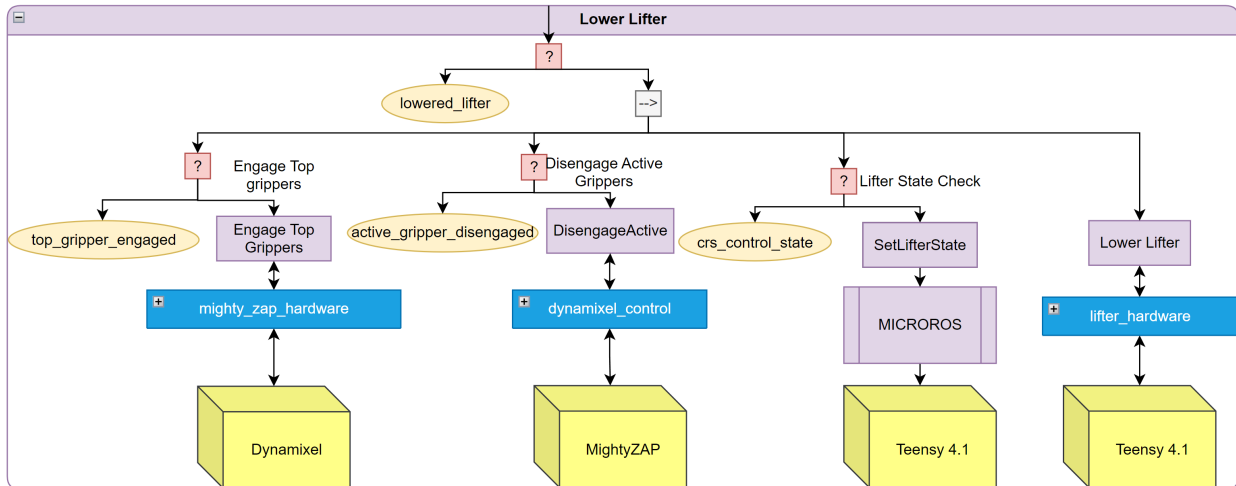 Lower Lifter
?
lowered_lifter
-->
?
Engage Top
grippers
?
Disengage Active
Grippers
?
Lifter State Check
top_gripper_engaged
Engage Top
Grippers
active_gripper_disengaged
DisengageActive
crs_control_state
SetLifterState
Lower Lifter
mighty_zap_hardware
dynamixel_control
MICROROS
lifter_hardware
Dynamixel
MightyZAP
Teensy 4.1
Teensy 4.1